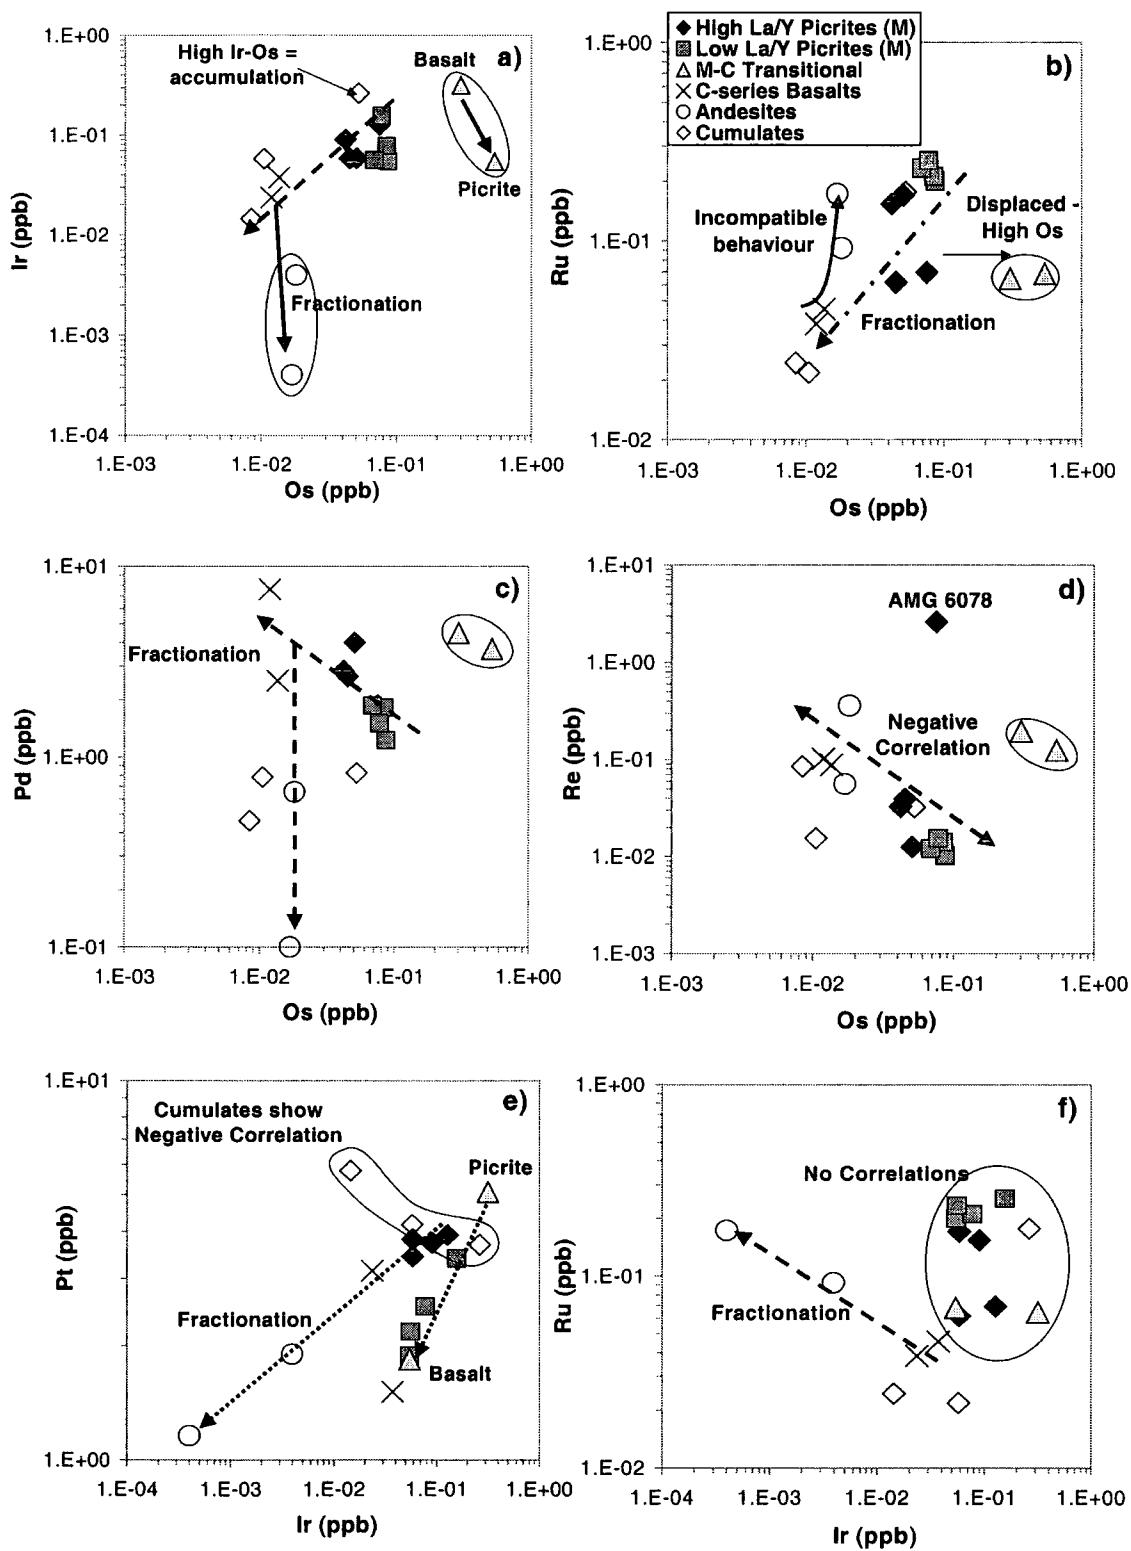 1.E+00
1.E-01
1.E-02
1.E-03
1.E-04
Ir (ppb)
High Ir-Os =
accumulation
Basalt
a)
Picrite
Fractionation
1.E-03 1.E-02 1.E-01 1.E+00
Os (ppb)
High La/Y Picrites (M)
Low La/Y Picrites (M)
M-C Transitional
C-series Basalts
Andesites
Cumulates
1.E+00
1.E-01
1.E-02
Ru (ppb)
b)
Incompatible
behaviour
Displaced -
High Os
Fractionation
1.E-03 1.E-02 1.E-01 1.E+00
Os (ppb)
1.E+01
1.E+00
1.E-01
Pd (ppb)
c)
Fractionation
1.E-03 1.E-02 1.E-01 1.E+00
Os (ppb)
1.E+01
1.E+00
1.E-01
1.E-02
1.E-03
Re (ppb)
AMG 6078
d)
Negative
Correlation
1.E-03 1.E-02 1.E-01 1.E+00
Os (ppb)
1.E+01
1.E+00
Pt (ppb)
Cumulates show
Negative Correlation
e)
Picrite
Fractionation
Basalt
1.E-04 1.E-03 1.E-02 1.E-01 1.E+00
Ir (ppb)
1.E+00
1.E-01
1.E-02
Ru (ppb)
f)
No Correlations
Fractionation
1.E-04 1.E-03 1.E-02 1.E-01 1.E+00
Ir (ppb)